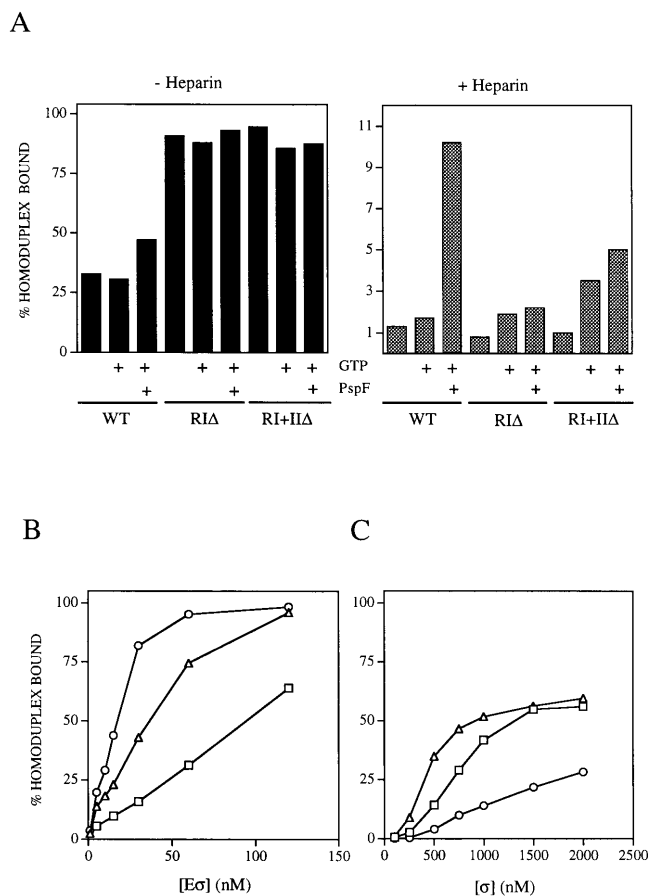 A
- Heparin
+ Heparin
% HOMODUPLEX BOUND
100
75
50
25
0
11
9
7
5
3
1
+ + + + + + GTP + + + + + +
+ + + PspF + + +
WT RIΔ RI+IIΔ WT RIΔ RI+IIΔ
B
C
% HOMODUPLEX BOUND
100
75
50
25
0
0 50 100 150
[Eσ] (nM)
100
75
50
25
0
0 500 1000 1500 2000 2500
[σ] (nM)